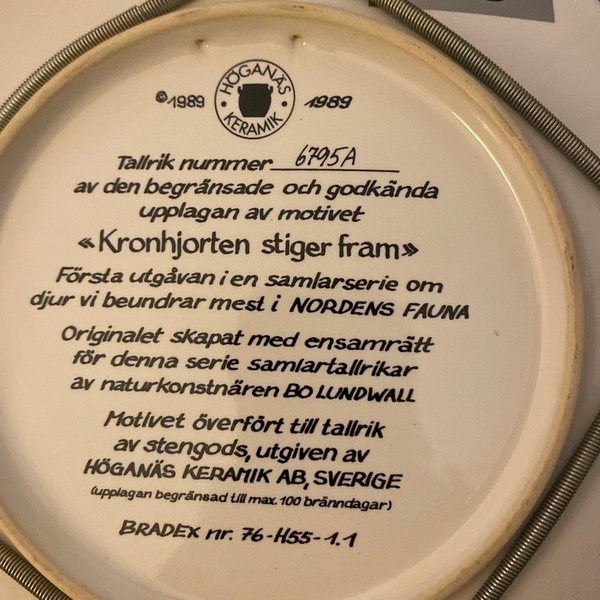 HÖGANÄS
©1989 1989
KERAMIK
Tallrik nummer 6795A
av den begränsade och godkända
upplagan av motivet
«Kronhjorten stiger fram»
Första utgåvan i en samlarserie om
djur vi beundrar mest i NORDENS FAUNA
Originalet skapat med ensamrätt
för denna serie samlartallrikar
av naturkonstnären BO LUNDWALL
Motivet överfört till tallrik
av stengods, utgiven av
HÖGANÄS KERAMIK AB, SVERIGE
(upplagan begränsad till max. 100 bränndagar)
BRADEX nr. 76-H55-1.1